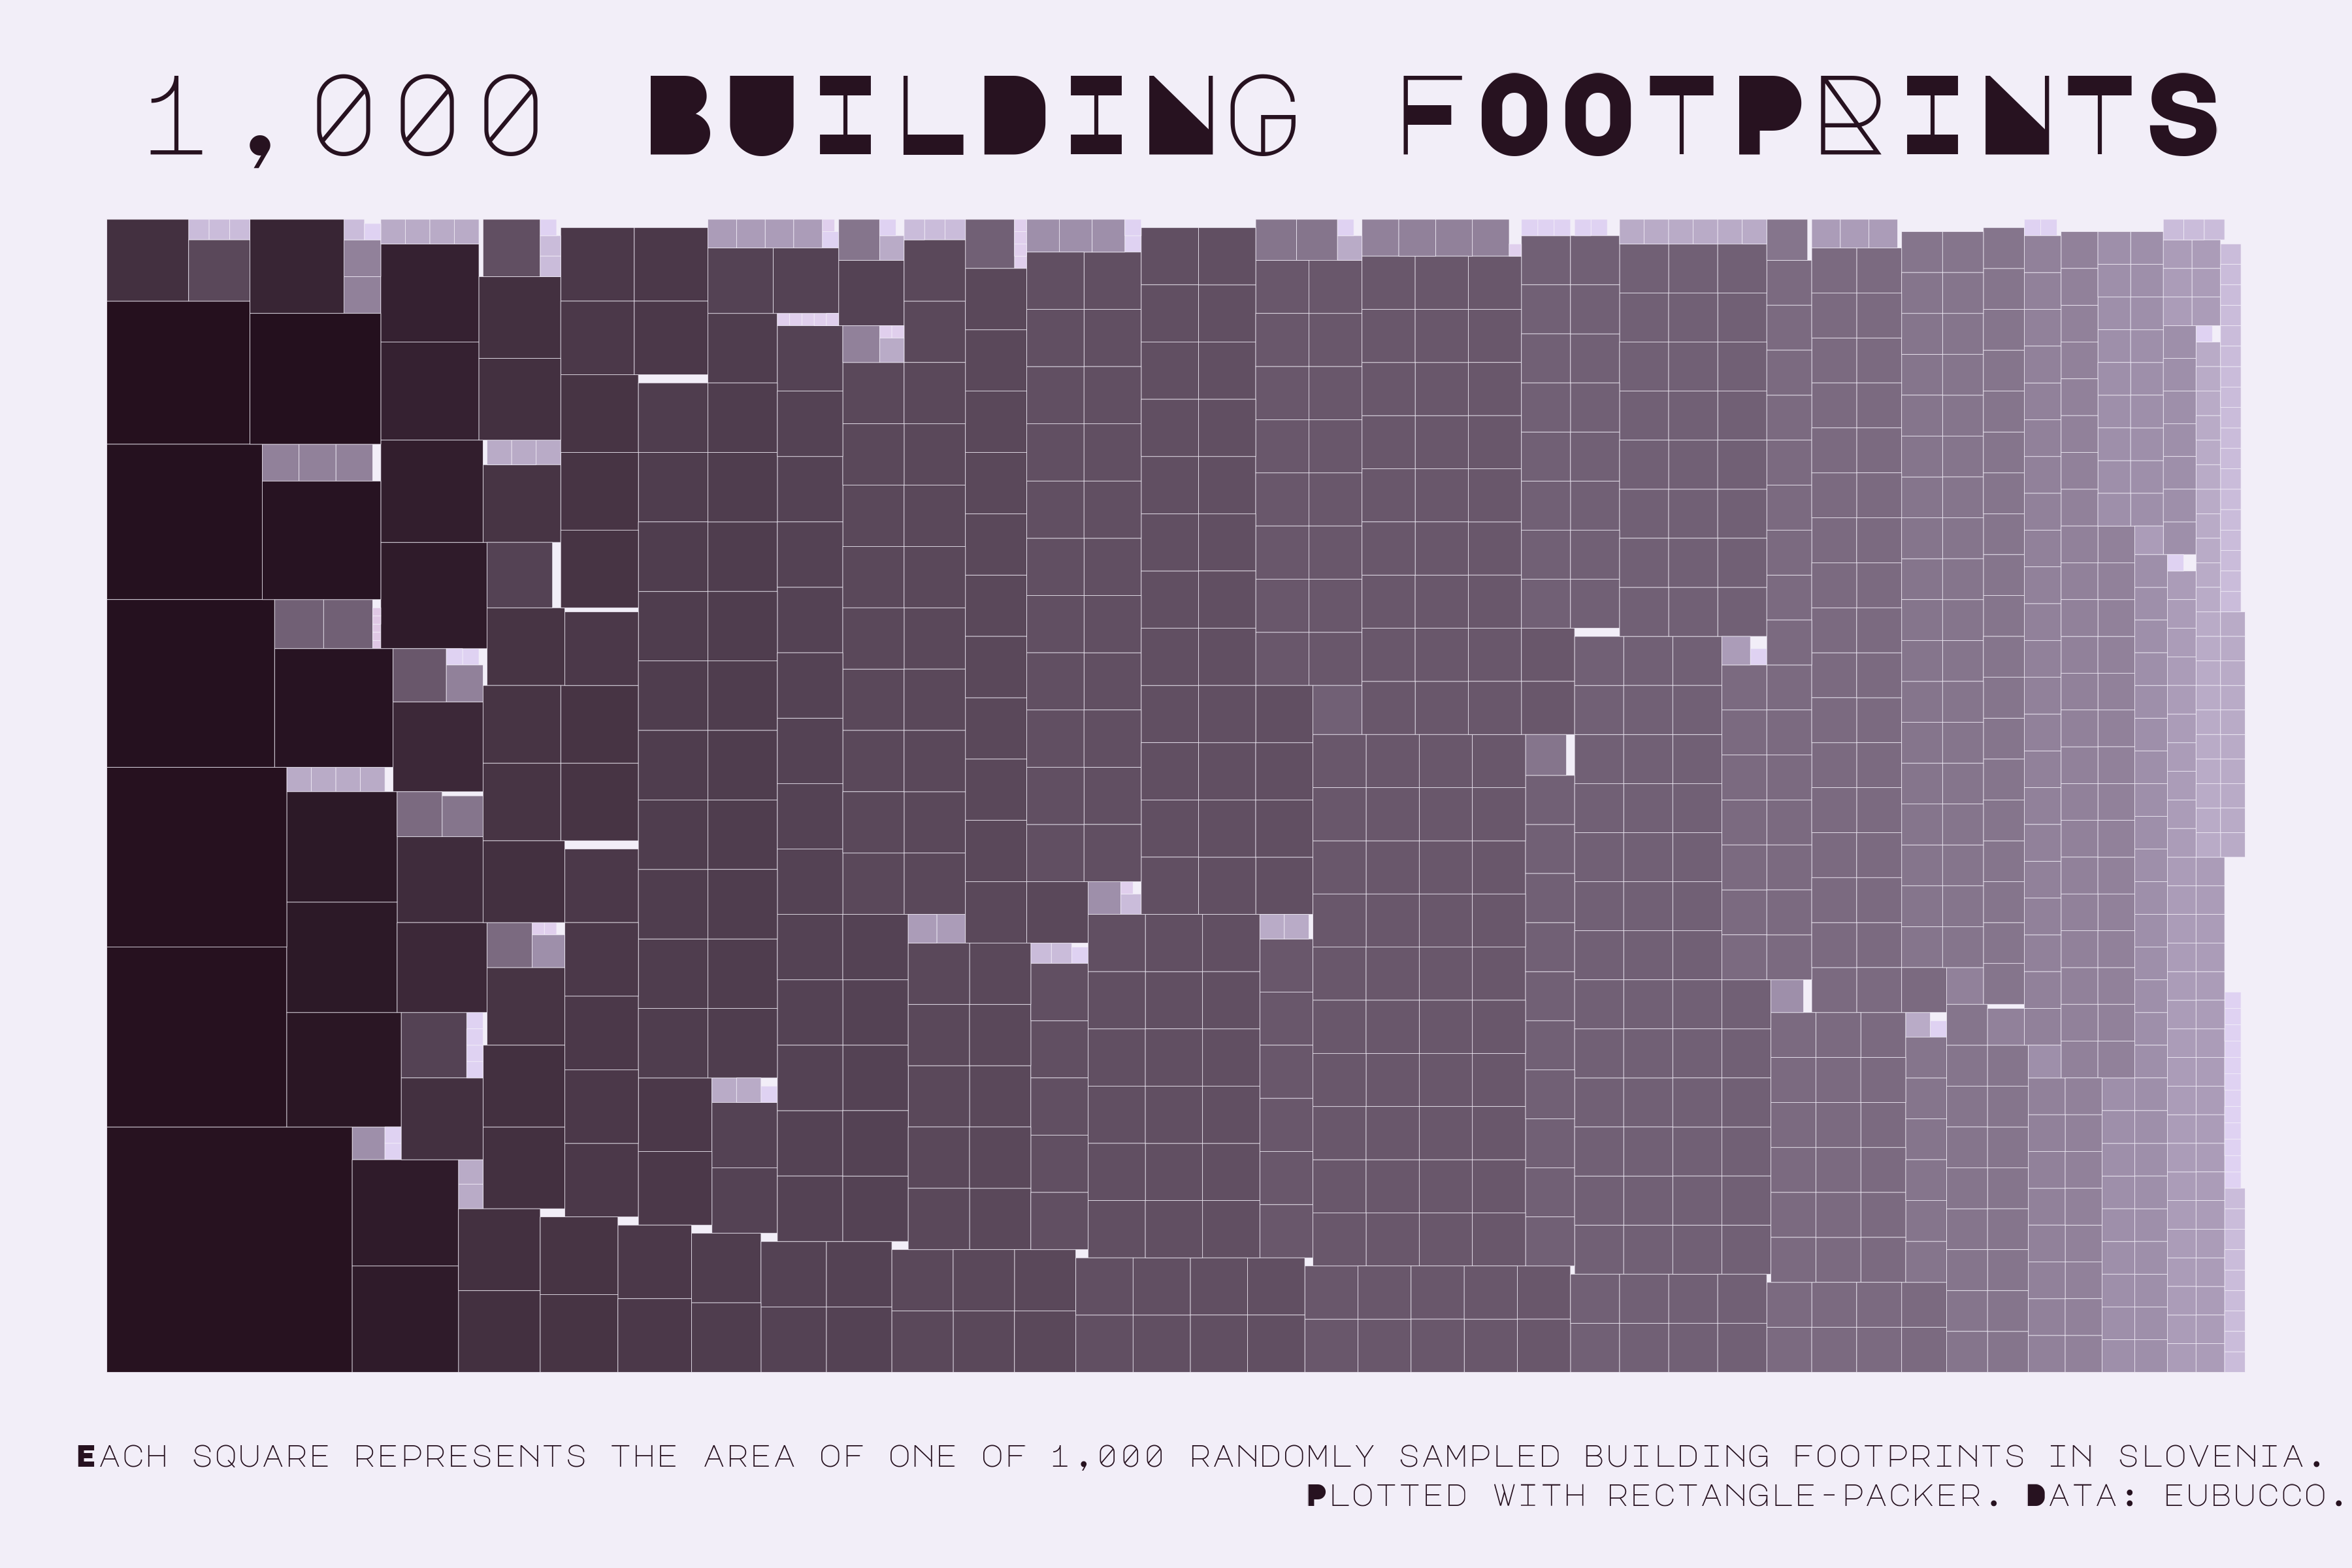 1,000 BUILDING FOOTPRINTS
EACH SQUARE REPRESENTS THE AREA OF ONE OF 1,000 RANDOMLY SAMPLED BUILDING FOOTPRINTS IN SLOVENIA.
PLOTTED WITH RECTANGLE-PACKER. DATA: EUBUCCO.